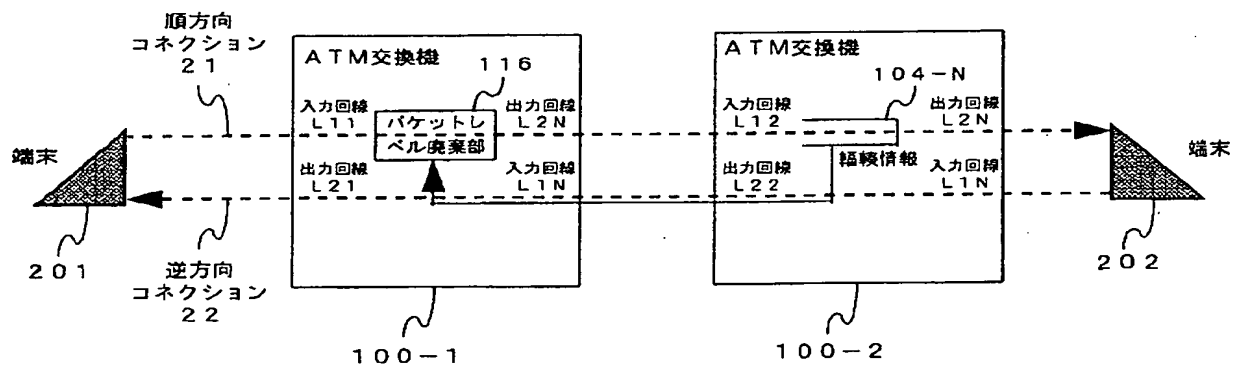 順方向
コネクション
21
ATM交換機
116
入力回線
L11
パケットレ
ベル廃棄部
出力回線
L2N
出力回線
L21
入力回線
L1N
ATM交換機
104-N
入力回線
L12
出力回線
L2N
輻輳情報
出力回線
L22
入力回線
L1N
端末
端末
201
逆方向
コネクション
22
202
100-1
100-2